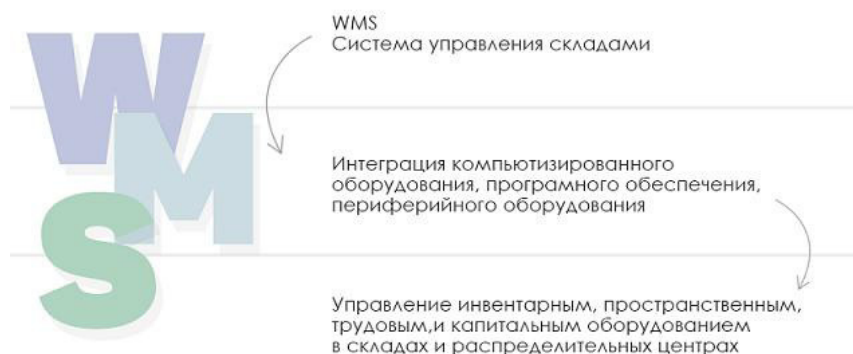 WMS
WMS
Система управления складами
Интеграция компьютизированного
оборудования, програмного обеспечения,
периферийного оборудования
Управление инвентарным, пространственным,
трудовым,и капитальным оборудованием
в складах и распределительных центрах